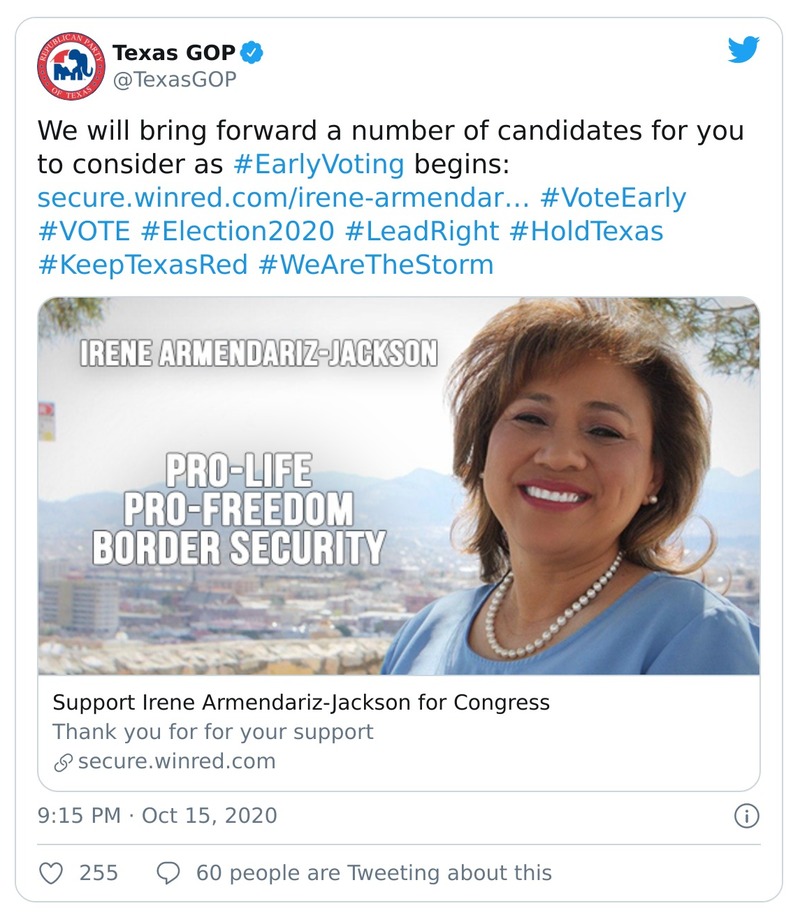 REPUBLICAN PARTY
OF TEXAS
Texas GOP
@TexasGOP
We will bring forward a number of candidates for you
to consider as #EarlyVoting begins:
secure.winred.com/irene-armendar… #VoteEarly
#VOTE #Election2020 #LeadRight #HoldTexas
#KeepTexasRed #WeAreTheStorm
IRENE ARMENDARIZ-JACKSON
PRO-LIFE
PRO-FREEDOM
BORDER SECURITY
Support Irene Armendariz-Jackson for Congress
Thank you for for your support
secure.winred.com
9:15 PM · Oct 15, 2020
255
60 people are Tweeting about this